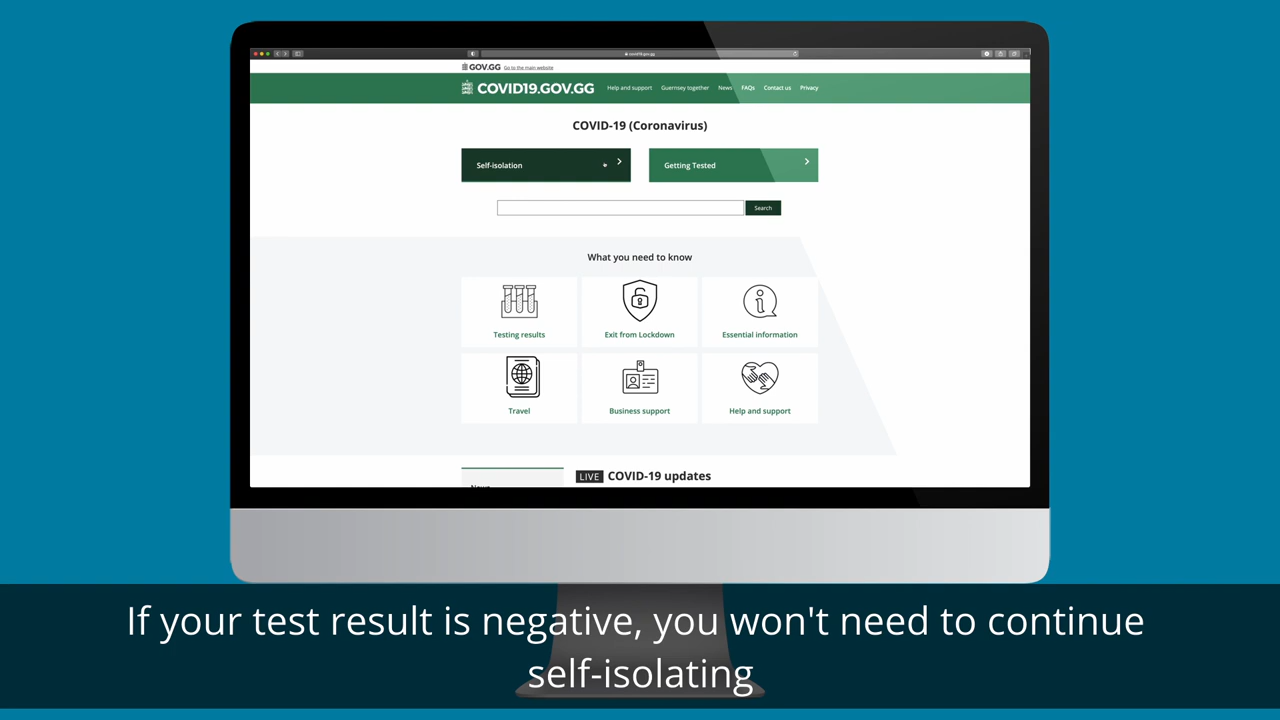 GOV.GG Go to the main website
COVID19.GOV.GG Help and support Guernsey together News FAQs Contact us Privacy
COVID-19 (Coronavirus)
Self-isolation Getting Tested
Search
What you need to know
Testing results Exit from Lockdown Essential information
Travel Business support Help and support
LIVE COVID-19 updates
If your test result is negative, you won't need to continue
self-isolating